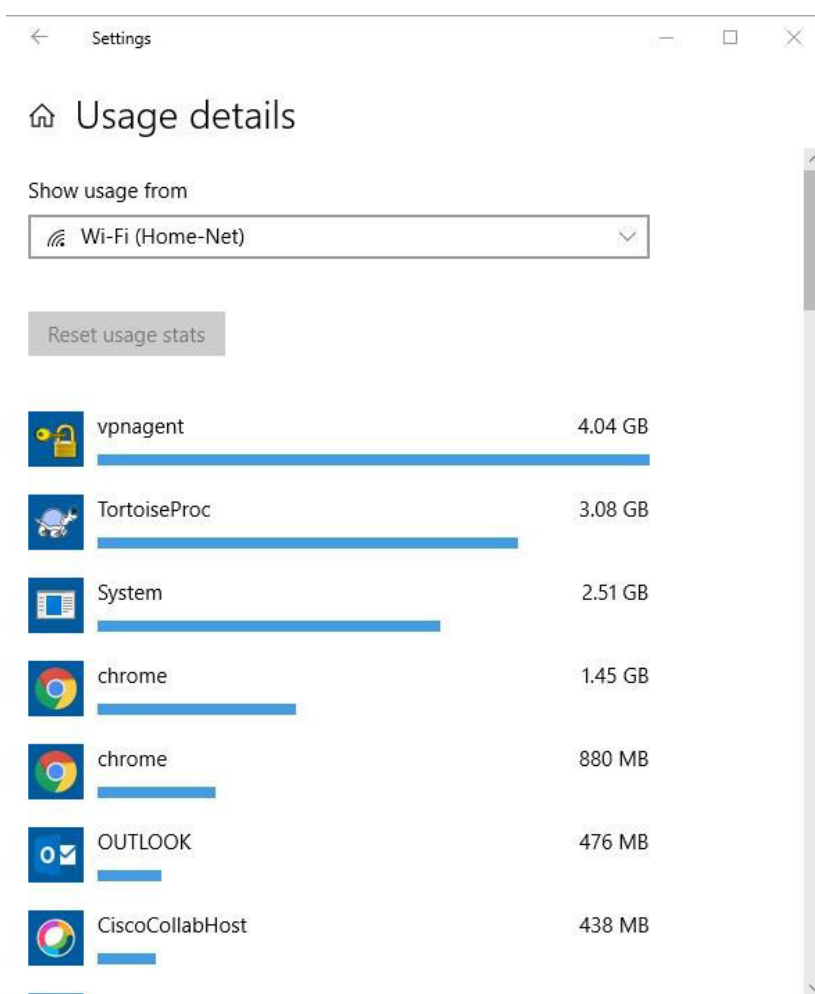 Settings
Usage details
Show usage from
Wi-Fi (Home-Net)
Reset usage stats
vpnagent 4.04 GB
TortoiseProc 3.08 GB
System 2.51 GB
chrome 1.45 GB
chrome 880 MB
OUTLOOK 476 MB
CiscoCollabHost 438 MB